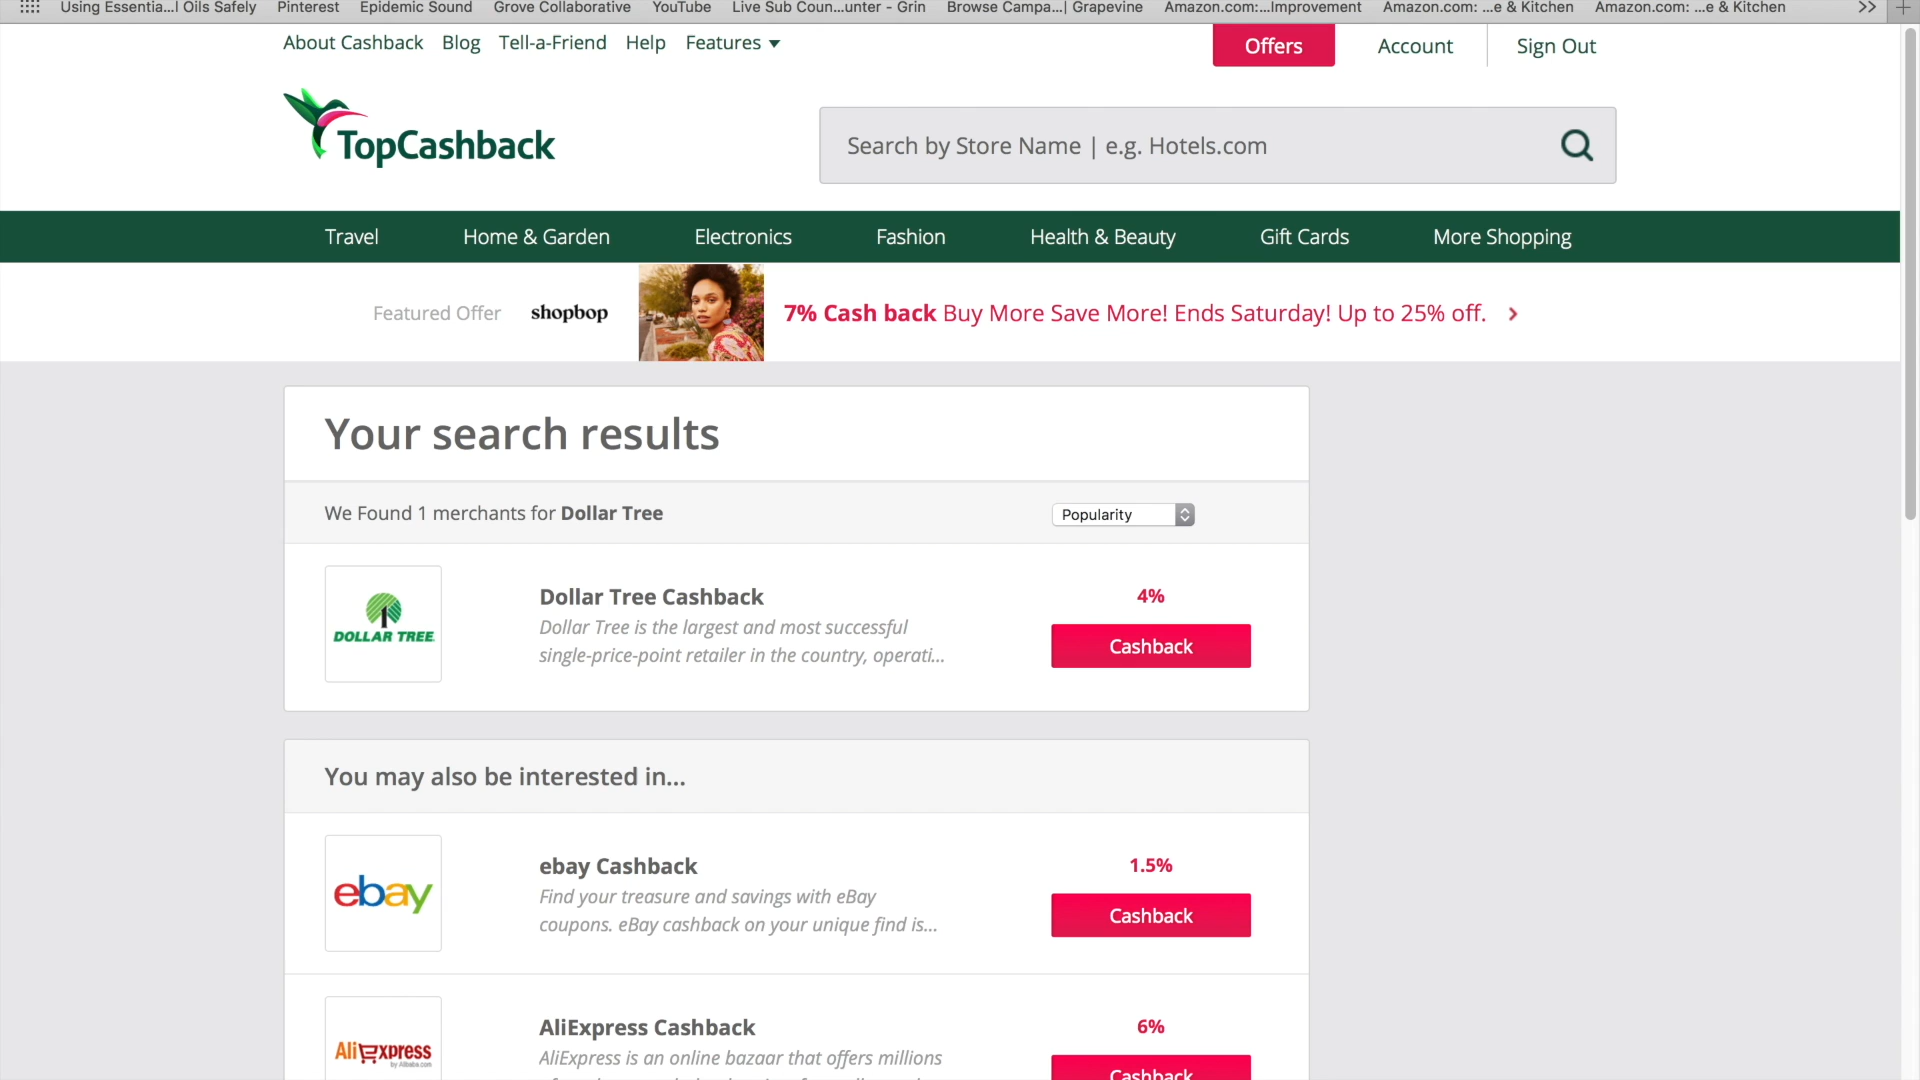 Using Essentia...l Oils Safely Pinterest Epidemic Sound Grove Collaborative YouTube Live Sub Coun...unter - Grin Browse Campa...| Grapevine Amazon.com:...Improvement Amazon.com: ...e & Kitchen Amazon.com: ...e & Kitchen
About Cashback Blog Tell-a-Friend Help Features Offers Account Sign Out
TopCashback
Search by Store Name | e.g. Hotels.com
Travel Home & Garden Electronics Fashion Health & Beauty Gift Cards More Shopping
Featured Offer shopbop 7% Cash back Buy More Save More! Ends Saturday! Up to 25% off.
Your search results
We Found 1 merchants for Dollar Tree Popularity
DOLLAR TREE
Dollar Tree Cashback
Dollar Tree is the largest and most successful
single-price-point retailer in the country, operati...
4%
Cashback
You may also be interested in...
ebay
ebay Cashback
Find your treasure and savings with eBay
coupons. eBay cashback on your unique find is...
1.5%
Cashback
AliExpress
by Alibaba.com
AliExpress Cashback
AliExpress is an online bazaar that offers millions
6%
Cashback